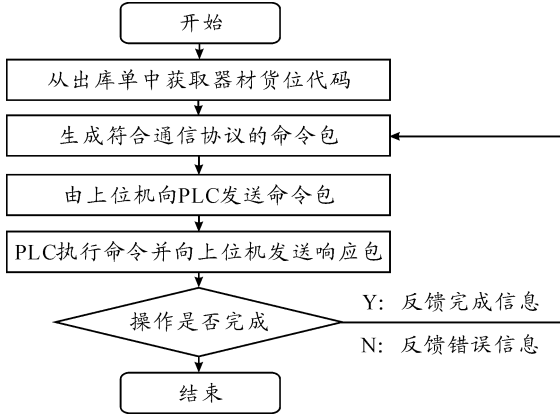 开始
从出库单中获取器材货位代码
生成符合通信协议的命令包
由上位机向PLC发送命令包
PLC执行命令并向上位机发送响应包
操作是否完成
Y: 反馈完成信息
N: 反馈错误信息
结束